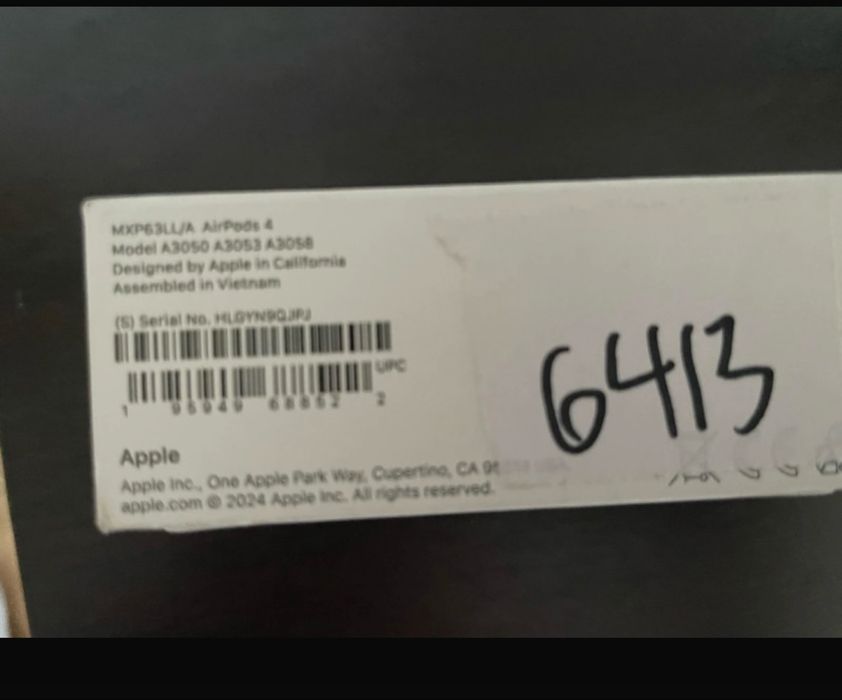 MXP63LL/A AirPods 4
Model A3050 A3053 A3058
Designed by Apple in California
Assembled in Vietnam
(S) Serial No.
UPC
1 95949 68862 2
6413
Apple
Apple Inc., One Apple Park Way, Cupertino, CA
apple.com © 2024 Apple Inc. All rights reserved.